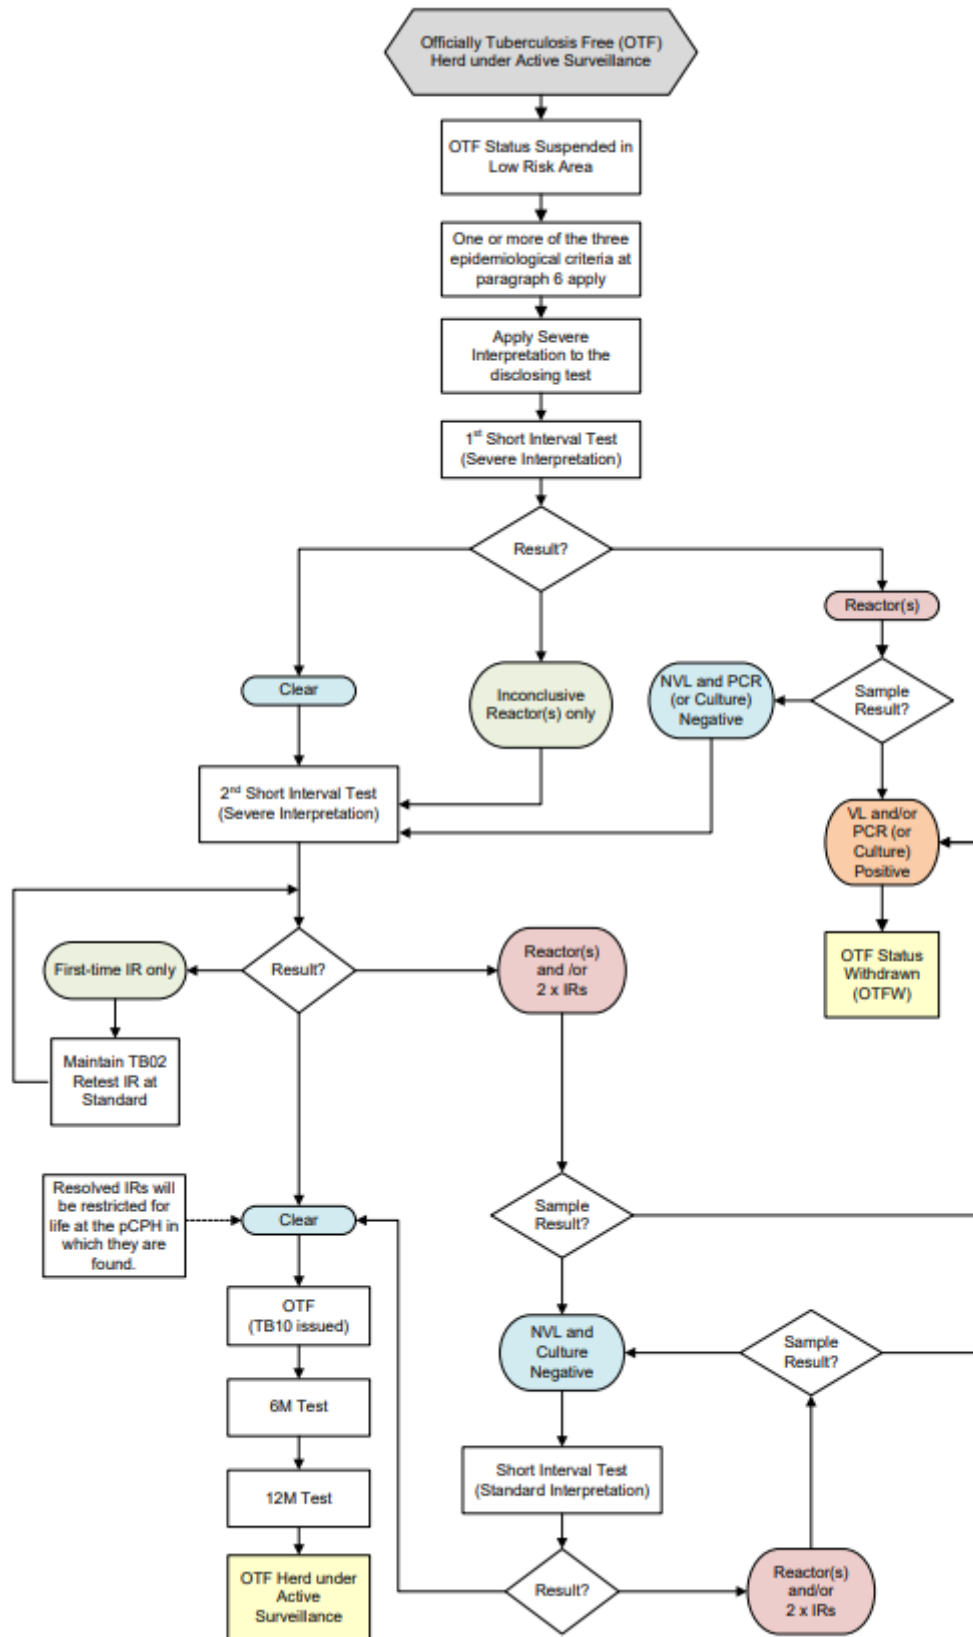 Officially Tuberculosis Free (OTF)
Herd under Active Surveillance
OTF Status Suspended in
Low Risk Area
One or more of the three
epidemiological criteria at
paragraph 6 apply
Apply Severe
Interpretation to the
disclosing test
1st Short Interval Test
(Severe Interpretation)
Result?
Reactor(s)
Clear
Inconclusive
Reactor(s) only
NVL and PCR
(or Culture)
Negative
Sample
Result?
2nd Short Interval Test
(Severe Interpretation)
VL and/or
PCR (or
Culture)
Positive
First-time IR only
Result?
Reactor(s)
and /or
2 x IRs
OTF Status
Withdrawn
(OTFW)
Maintain TB02
Retest IR at
Standard
Resolved IRs will
be restricted for
life at the pCPH in
which they are
found.
Clear
Sample
Result?
OTF
(TB10 issued)
NVL and
Culture
Negative
Sample
Result?
6M Test
Short Interval Test
(Standard Interpretation)
12M Test
OTF Herd under
Active
Surveillance
Result?
Reactor(s)
and/or
2 x IRs